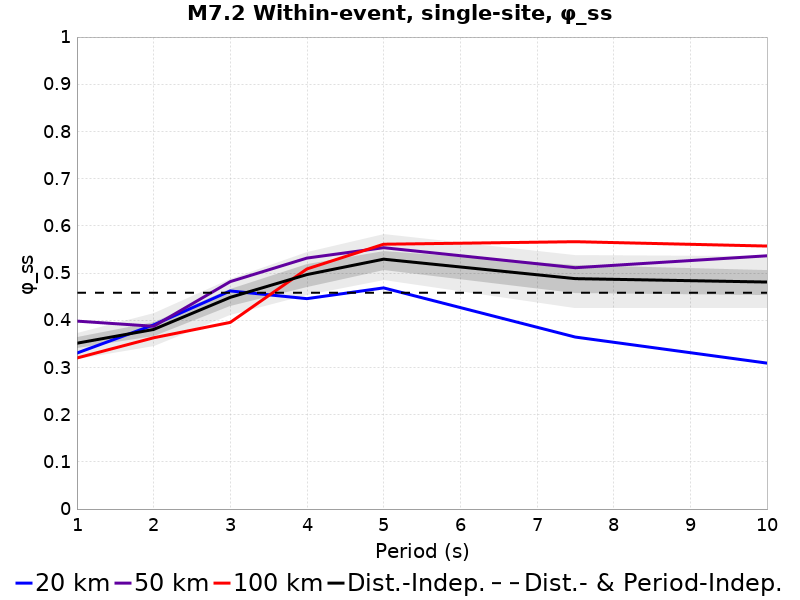 M7.2 Within-event, single-site, φ_ss
1
0.9
0.8
0.7
0.6
0.5
0.4
0.3
0.2
0.1
0
φ_ss
1 2 3 4 5 6 7 8 9 10
Period (s)
20 km 50 km 100 km Dist.-Indep. Dist.- & Period-Indep.